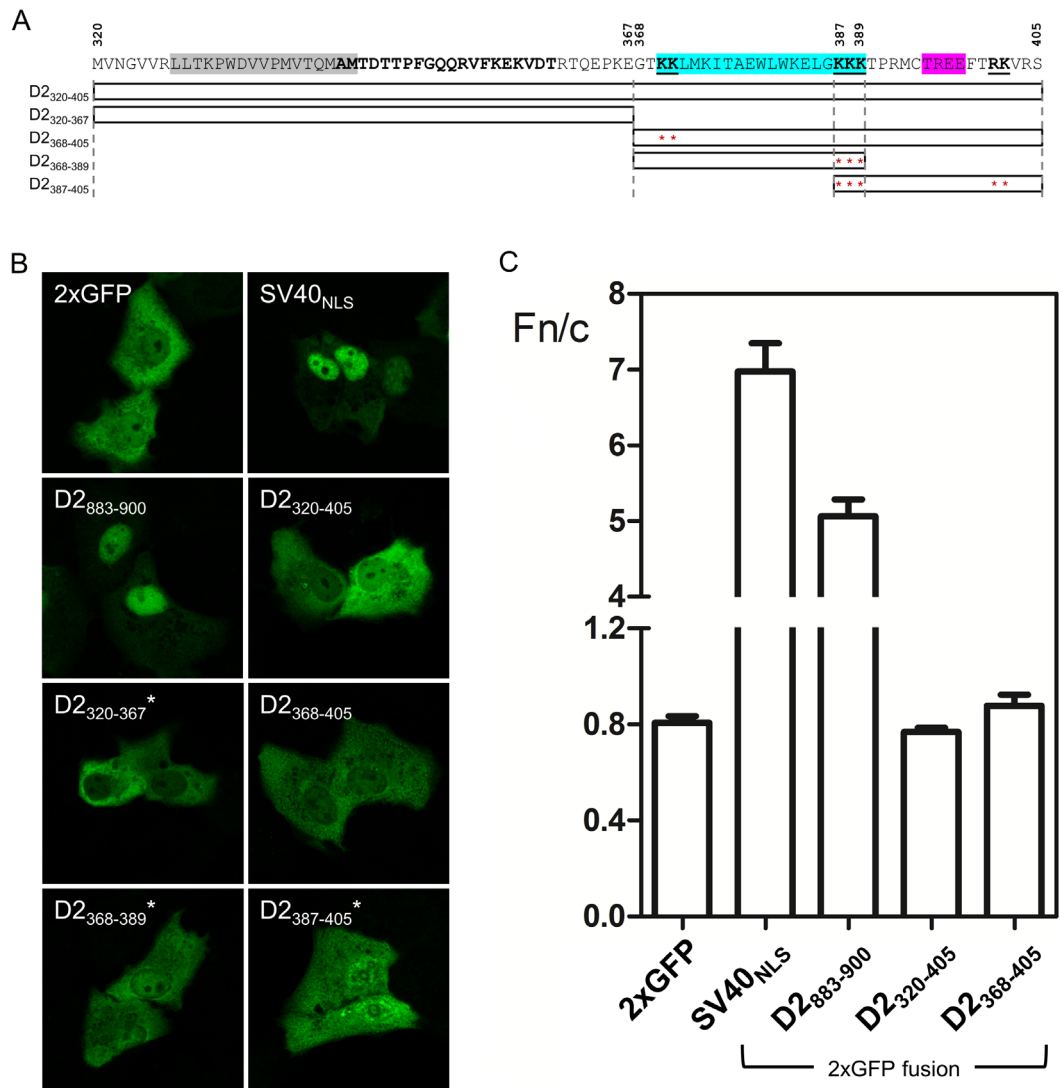 A
320
367
368
387
389
405
MVNGVVRLLTKPWDVVPMVTQMAMTDTTPFGQQRVFKEKVDTRTQEPKEGTKKLMKITAEWLWKELGKKKTPRMCTREEFTRKVRS
D2320-405
D2320-367
D2368-405
* *
D2368-389
* * *
D2387-405
* * * * *
B
2xGFP
SV40NLS
D2883-900
D2320-405
D2320-367*
D2368-405
D2368-389*
D2387-405*
C
Fn/c
8
7
6
5
4
1.2
0.8
0.4
0.0
2xGFP
SV40NLS
D2883-900
D2320-405
D2368-405
2xGFP fusion